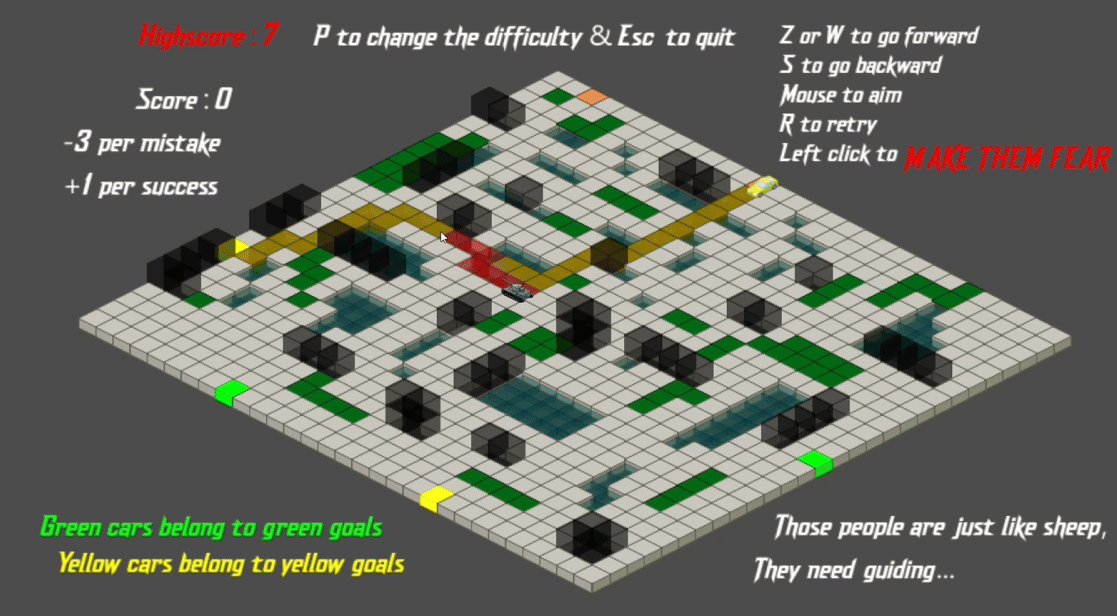 Highscore : 7
P to change the difficulty & Esc to quit
Z or W to go forward
S to go backward
Mouse to aim
R to retry
Left click to MAKE THEM FEAR
Score : 0
-3 per mistake
+1 per success
Green cars belong to green goals
Yellow cars belong to yellow goals
Those people are just like sheep,
They need guiding...